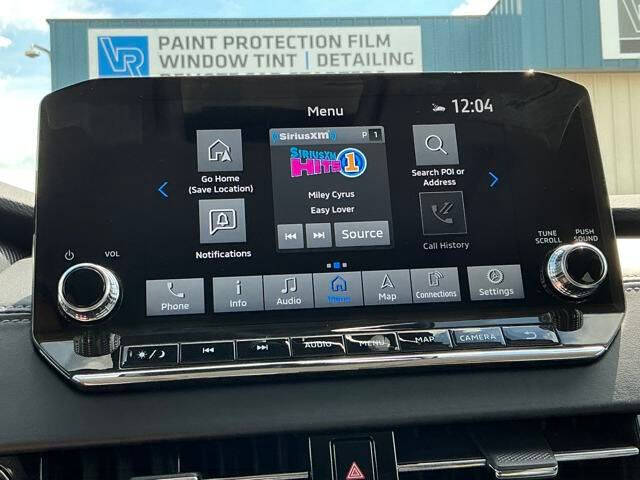 VR PAINT PROTECTION FILM
WINDOW TINT | DETAILING
Menu
12:04
SiriusXM P 1
SiriusXM
Hits 1
Miley Cyrus
Easy Lover
Source
Go Home
(Save Location)
Notifications
Search POI or
Address
Call History
VOL
TUNE
SCROLL
PUSH
SOUND
Phone
Info
Audio
Menu
Map
Connections
Settings
AUDIO
MENU
MAP
CAMERA